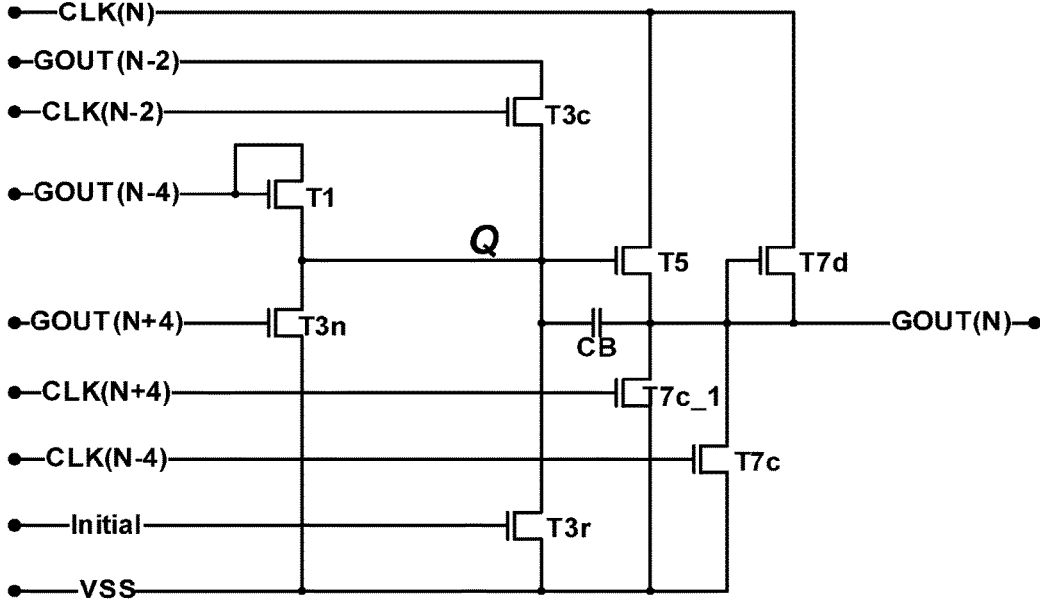 CLK(N)
GOUT(N-2)
CLK(N-2)
T3c
GOUT(N-4)
T1
Q
T5
T7d
GOUT(N+4)
T3n
CB
GOUT(N)
CLK(N+4)
T7c_1
CLK(N-4)
T7c
Initial
T3r
VSS